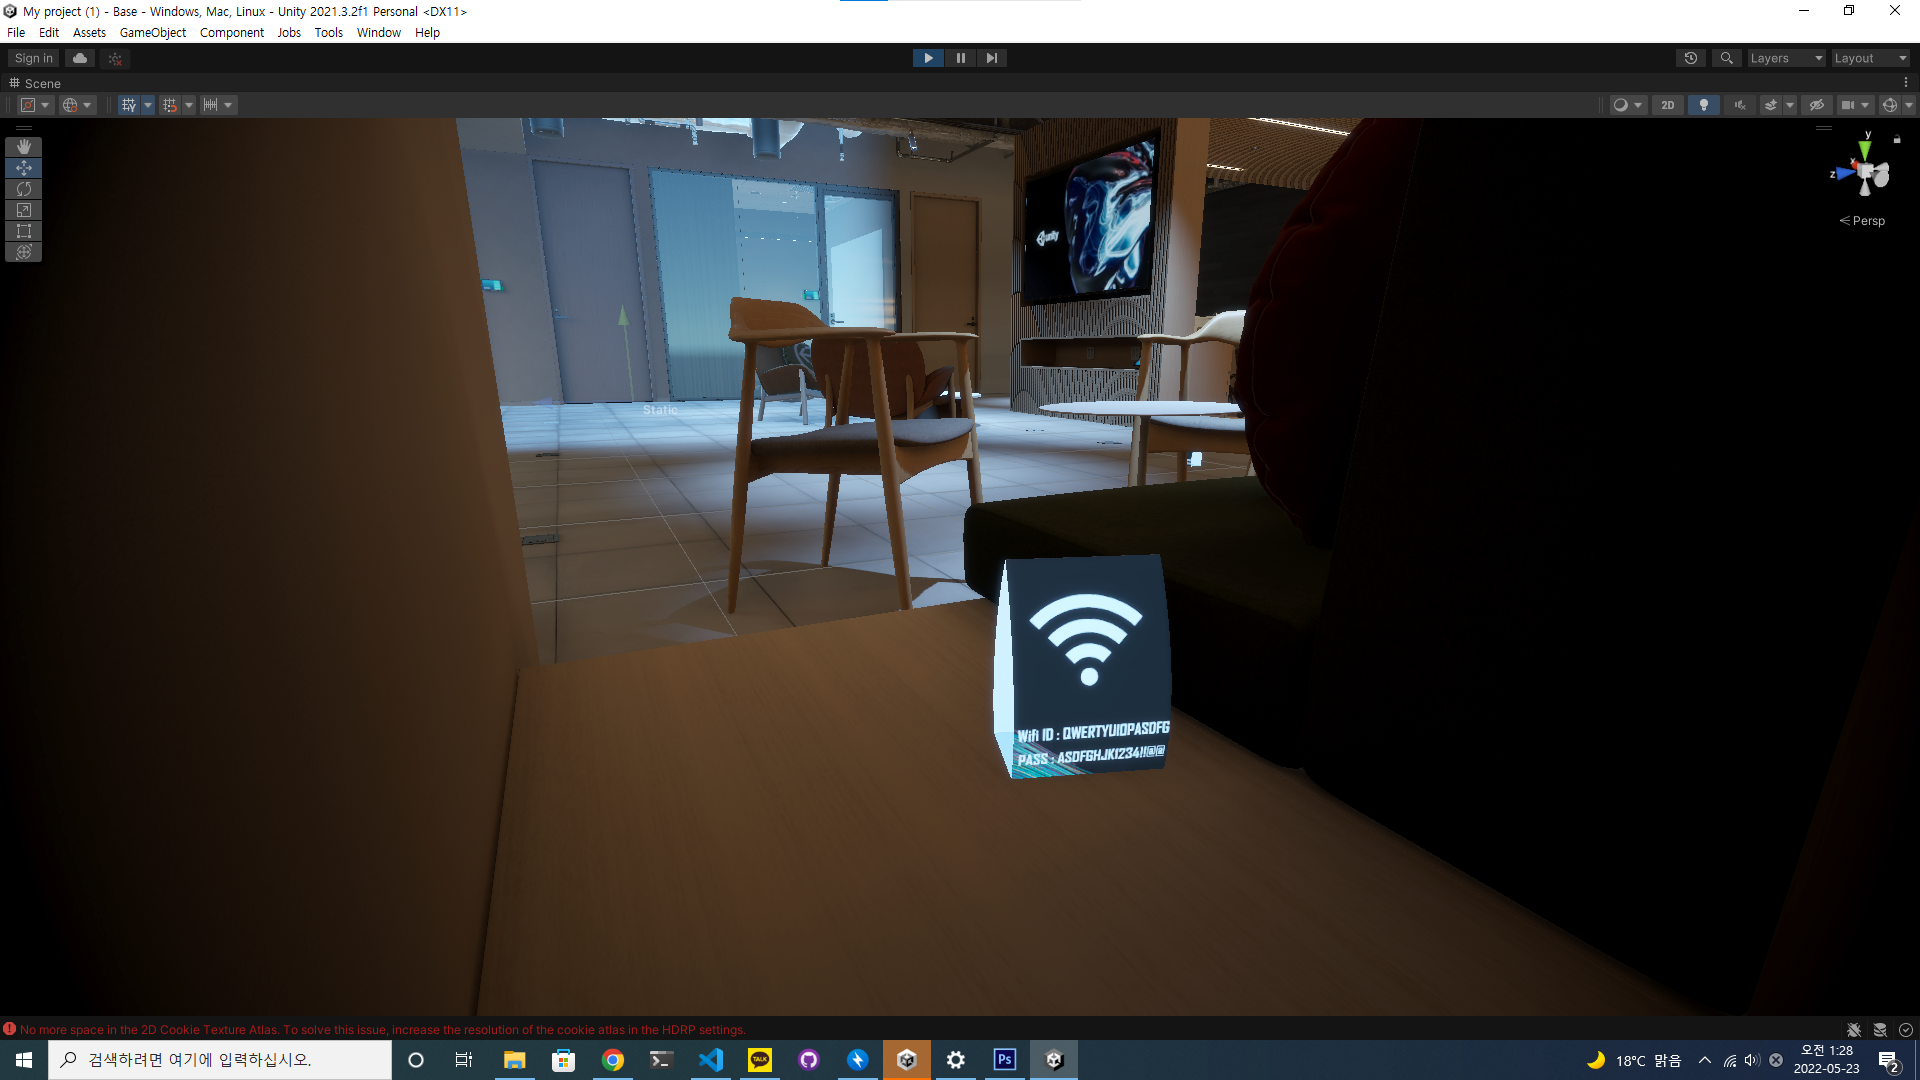 My project (1) - Base - Windows, Mac, Linux - Unity 2021.3.2f1 Personal <DX11>
File Edit Assets GameObject Component Jobs Tools Window Help
Sign in
Layers
Layout
Scene
2D
y
x
z
Persp
unity
Static
Wifi ID : QWERTYUIOPASDFG
PASS : ASDFGHJK1234!!@@
No more space in the 2D Cookie Texture Atlas. To solve this issue, increase the resolution of the cookie atlas in the HDRP settings.
검색하려면 여기에 입력하십시오.
TALK
Ps
18°C 맑음
오전 1:28
2022-05-23
2